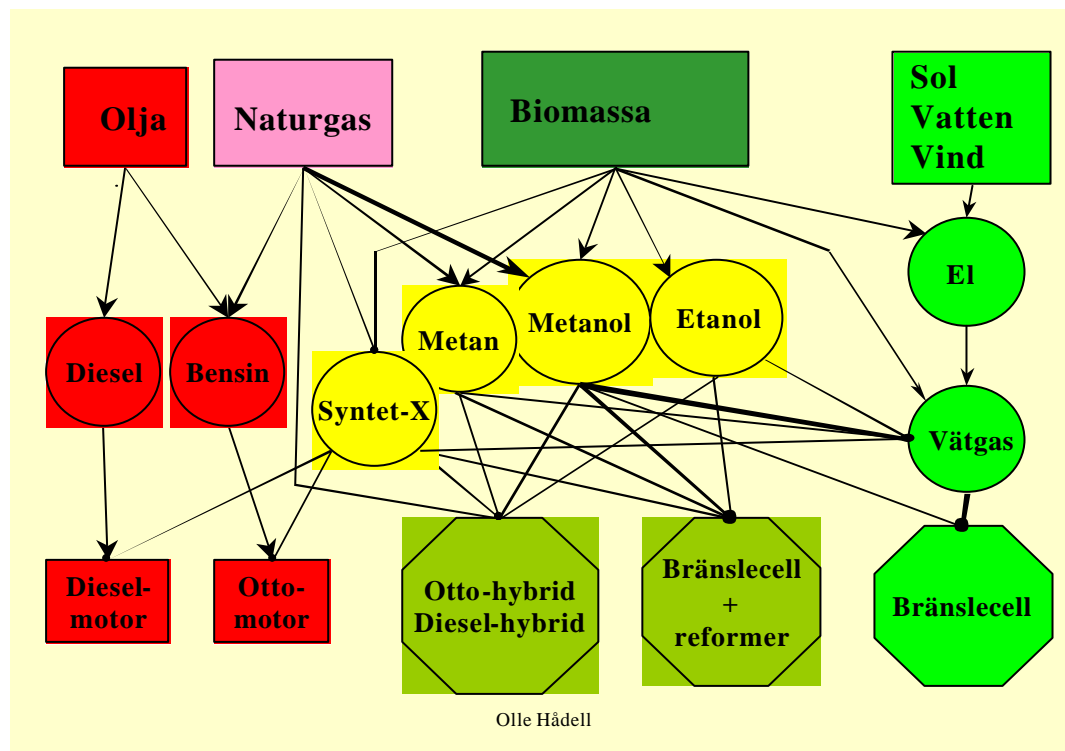 Olja
Naturgas
Biomassa
Sol
Vatten
Vind
El
Diesel
Bensin
Syntet-X
Metan
Metanol
Etanol
Vätgas
Diesel-
motor
Otto-
motor
Otto-hybrid
Diesel-hybrid
Bränslecell
+
reformer
Bränslecell
Olle Hådell